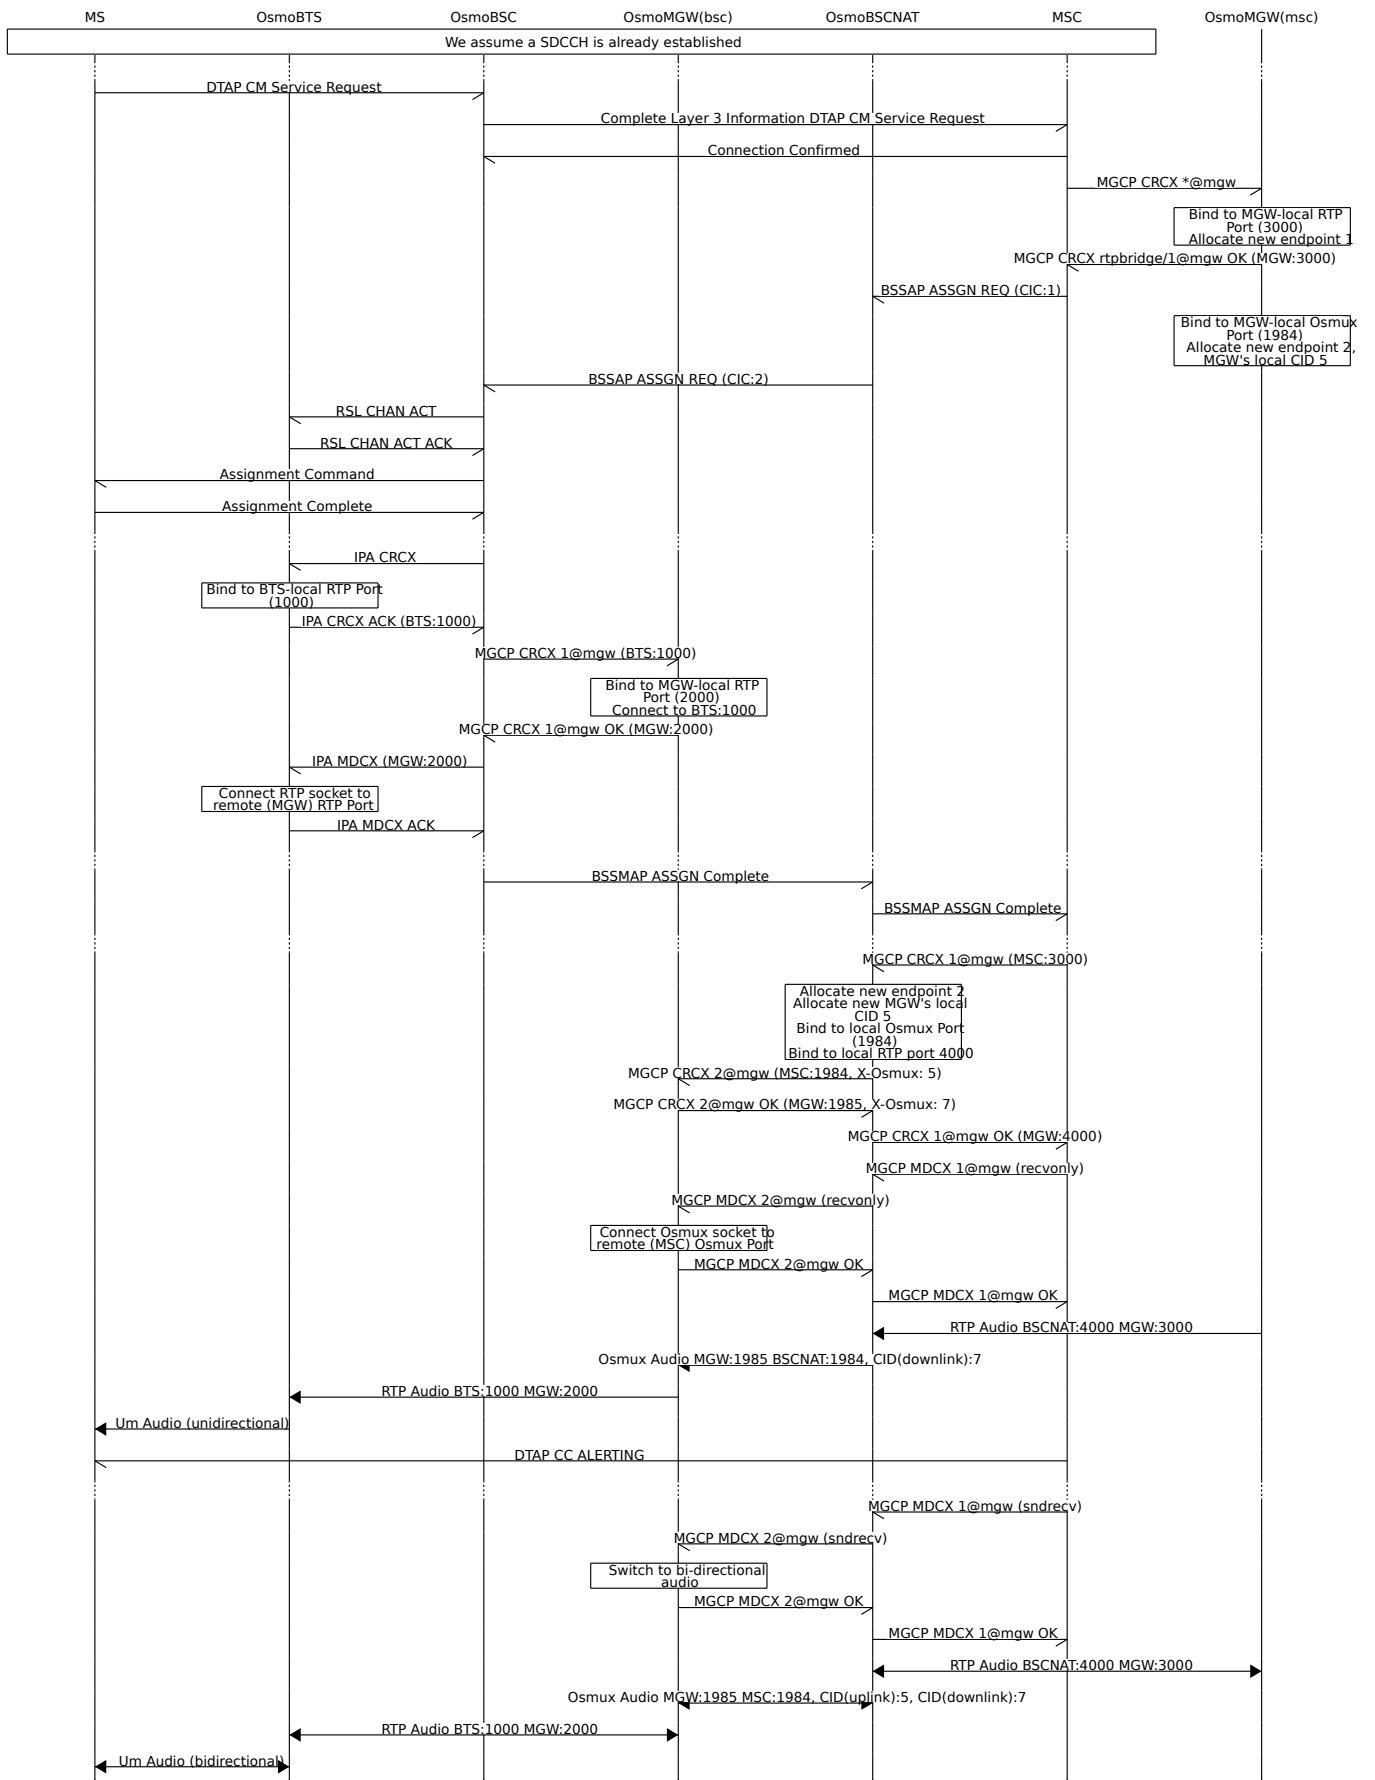 MS OsmoBTS OsmoBSC OsmoMGW(bsc) OsmoBSCNAT MSC OsmoMGW(msc)
We assume a SDCCH is already established
DTAP CM Service Request
Complete Layer 3 Information DTAP CM Service Request
Connection Confirmed
MGCP CRCX *@mgw
Bind to MGW-local RTP
Port (3000)
Allocate new endpoint 1
MGCP CRCX rtpbridge/1@mgw OK (MGW:3000)
BSSAP ASSGN REQ (CIC:1)
Bind to MGW-local Osmux
Port (1984)
Allocate new endpoint 2,
MGW's local CID 5
BSSAP ASSGN REQ (CIC:2)
RSL CHAN ACT
RSL CHAN ACT ACK
Assignment Command
Assignment Complete
IPA CRCX
Bind to BTS-local RTP Port
(1000)
IPA CRCX ACK (BTS:1000)
MGCP CRCX 1@mgw (BTS:1000)
Bind to MGW-local RTP
Port (2000)
Connect to BTS:1000
MGCP CRCX 1@mgw OK (MGW:2000)
IPA MDCX (MGW:2000)
Connect RTP socket to
remote (MGW) RTP Port
IPA MDCX ACK
BSSMAP ASSGN Complete
BSSMAP ASSGN Complete
MGCP CRCX 1@mgw (MSC:3000)
Allocate new endpoint 2
Allocate new MGW's local
CID 5
Bind to local Osmux Port
(1984)
Bind to local RTP port 4000
MGCP CRCX 2@mgw (MSC:1984, X-Osmux: 5)
MGCP CRCX 2@mgw OK (MGW:1985, X-Osmux: 7)
MGCP CRCX 1@mgw OK (MGW:4000)
MGCP MDCX 1@mgw (recvonly)
MGCP MDCX 2@mgw (recvonly)
Connect Osmux socket to
remote (MSC) Osmux Port
MGCP MDCX 2@mgw OK
MGCP MDCX 1@mgw OK
RTP Audio BSCNAT:4000 MGW:3000
Osmux Audio MGW:1985 BSCNAT:1984, CID(downlink):7
RTP Audio BTS:1000 MGW:2000
Um Audio (unidirectional)
DTAP CC ALERTING
MGCP MDCX 1@mgw (sndrecv)
MGCP MDCX 2@mgw (sndrecv)
Switch to bi-directional
audio
MGCP MDCX 2@mgw OK
MGCP MDCX 1@mgw OK
RTP Audio BSCNAT:4000 MGW:3000
Osmux Audio MGW:1985 MSC:1984, CID(uplink):5, CID(downlink):7
RTP Audio BTS:1000 MGW:2000
Um Audio (bidirectional)